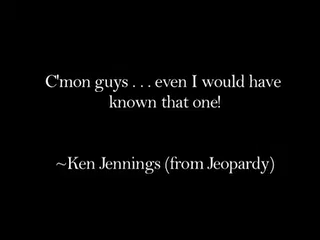 C'mon guys . . . even I would have
known that one!
~Ken Jennings (from Jeopardy)